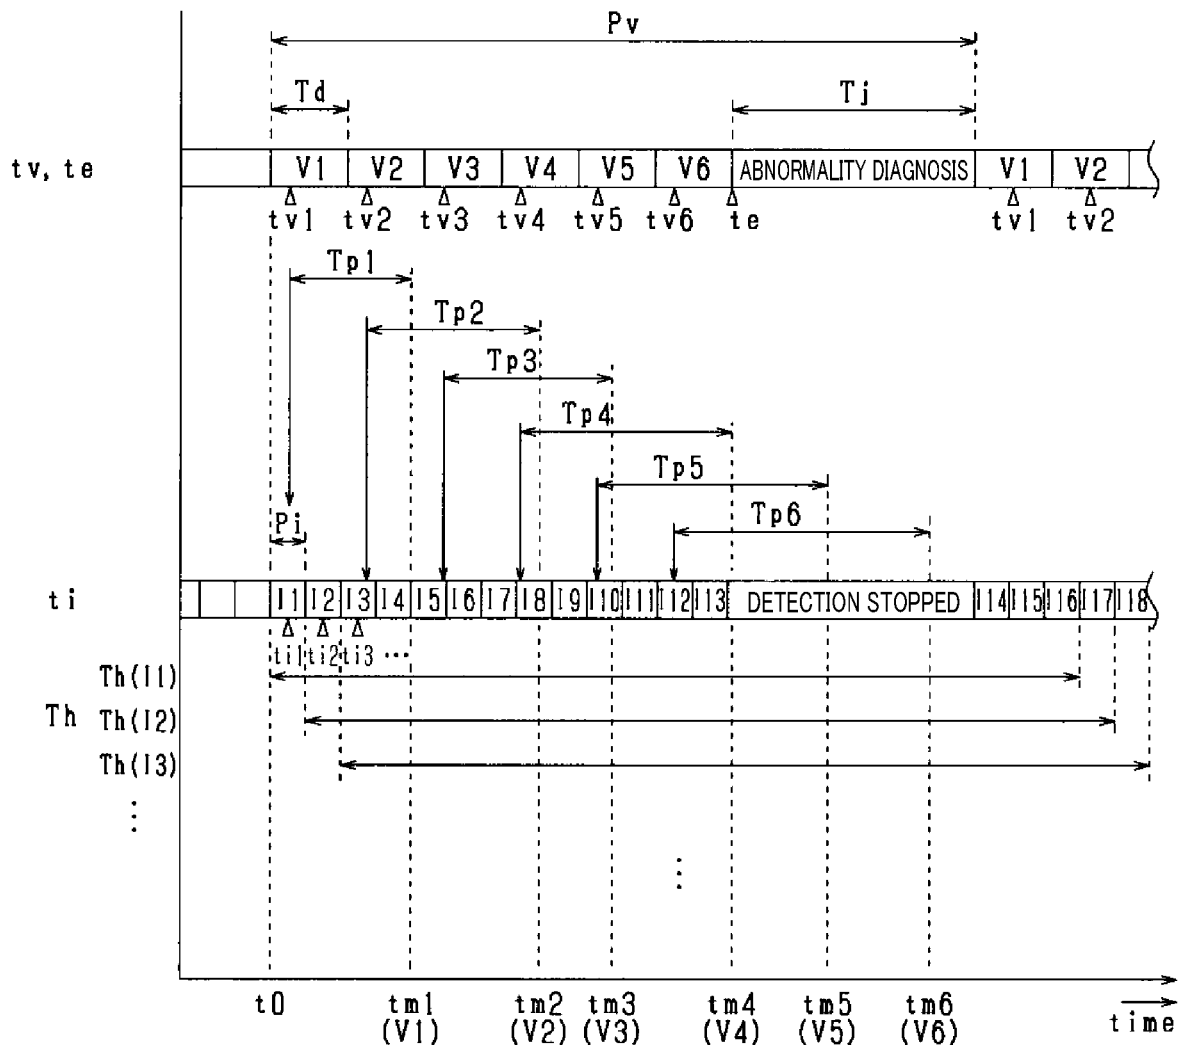 Pv
Td Tj
tv, te V1 V2 V3 V4 V5 V6 ABNORMALITY DIAGNOSIS V1 V2
tv1 tv2 tv3 tv4 tv5 tv6 te tv1 tv2
Tp1
Tp2
Tp3
Tp4
Tp5
Tp6
Pi
ti I1 I2 I3 I4 I5 I6 I7 I8 I9 I10 I11 I12 I13 DETECTION STOPPED I14 I15 I16 I17 I18
ti1 ti2 ti3 ···
Th(I1)
Th Th(I2)
Th(I3)
⋮
⋮
t0 tm1 tm2 tm3 tm4 tm5 tm6
(V1) (V2) (V3) (V4) (V5) (V6) time